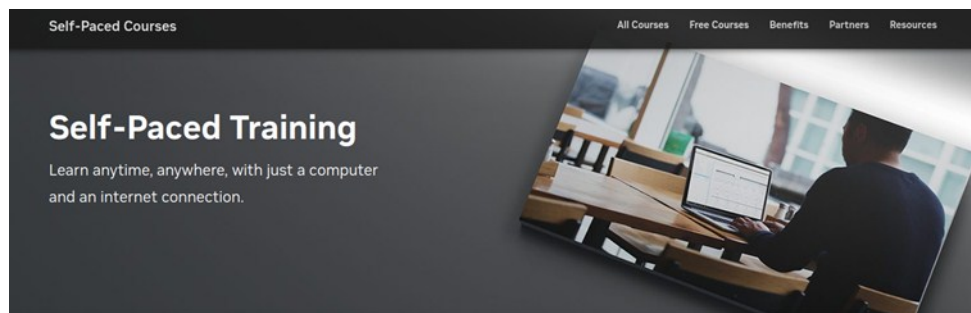 Self-Paced Courses
All Courses Free Courses Benefits Partners Resources
Self-Paced Training
Learn anytime, anywhere, with just a computer
and an internet connection.